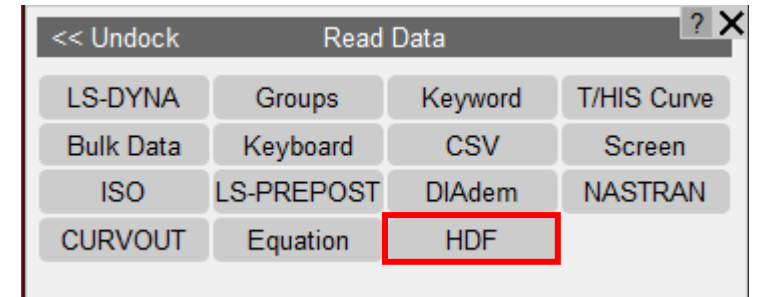 << Undock Read Data ? X
LS-DYNA Groups Keyword T/HIS Curve
Bulk Data Keyboard CSV Screen
ISO LS-PREPOST DIAdem NASTRAN
CURVOUT Equation HDF